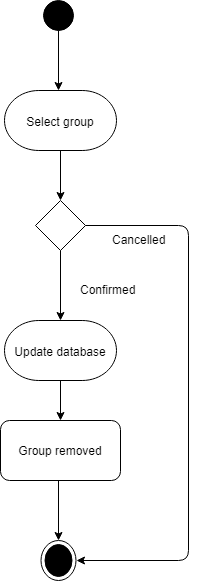 Select group
Cancelled
Confirmed
Update database
Group removed